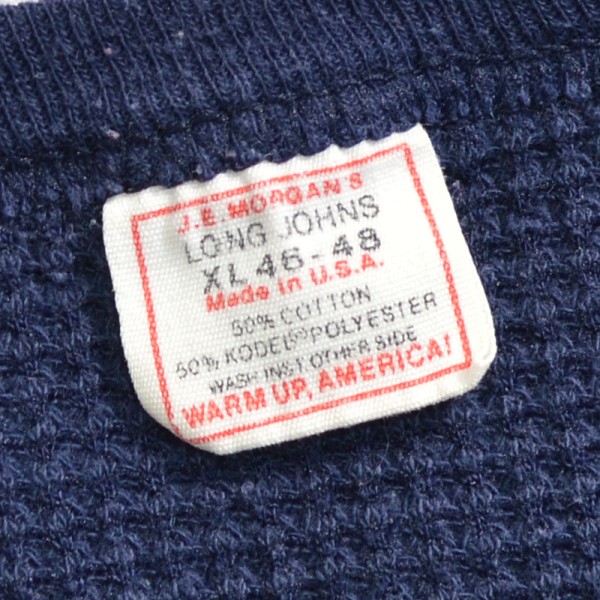 J.E. MORGAN'S
LONG JOHNS
XL 46-48
Made in U.S.A.
50% COTTON
50% KODEL® POLYESTER
WASH INST. OTHER SIDE
WARM UP, AMERICA!